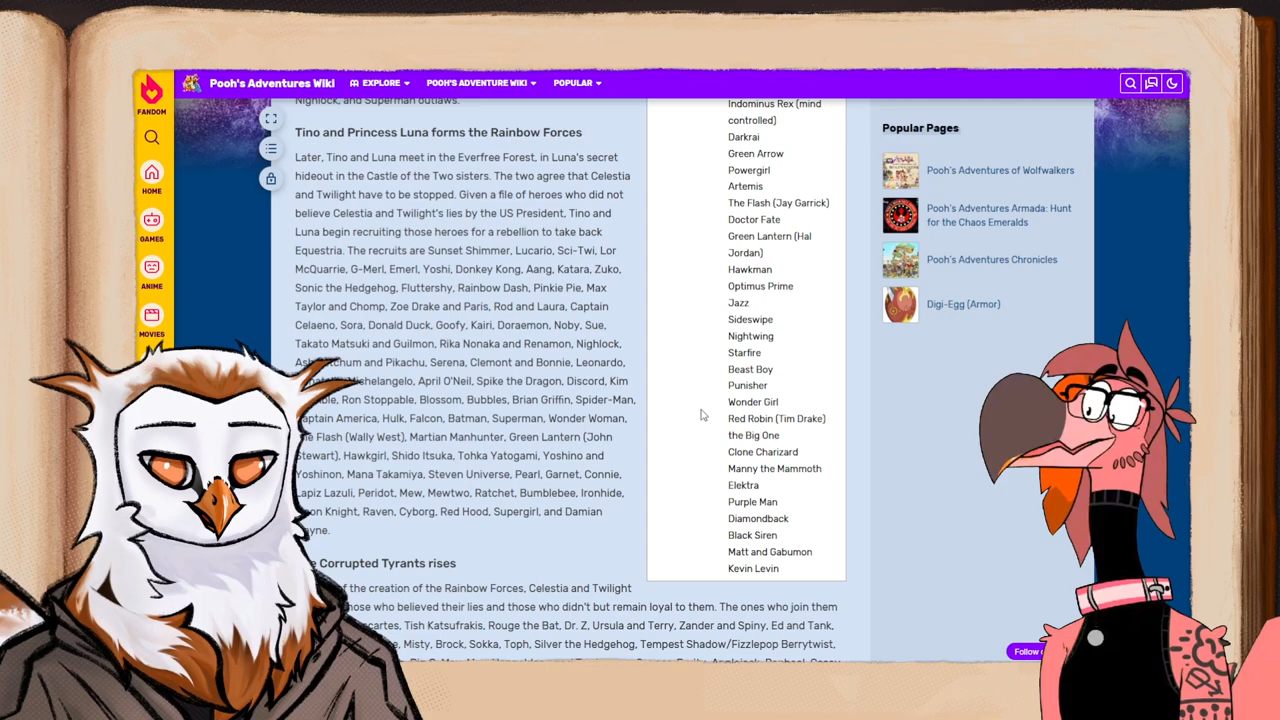 FANDOM
HOME
GAMES
ANIME
MOVIES
Pooh's Adventures Wiki
EXPLORE
POOH'S ADVENTURE WIKI
POPULAR
Nighlock, and Superman outlaws.
Tino and Princess Luna forms the Rainbow Forces
Later, Tino and Luna meet in the Everfree Forest, in Luna's secret
hideout in the Castle of the Two sisters. The two agree that Celestia
and Twilight have to be stopped. Given a file of heroes who did not
believe Celestia and Twilight's lies by the US President, Tino and
Luna begin recruiting those heroes for a rebellion to take back
Equestria. The recruits are Sunset Shimmer, Lucario, Sci-Twi, Lor
McQuarrie, G-Merl, Emerl, Yoshi, Donkey Kong, Aang, Katara, Zuko,
Sonic the Hedgehog, Fluttershy, Rainbow Dash, Pinkie Pie, Max
Taylor and Chomp, Zoe Drake and Paris, Rod and Laura, Captain
Celaeno, Sora, Donald Duck, Goofy, Kairi, Doraemon, Noby, Sue,
Takato Matsuki and Guilmon, Rika Nonaka and Renamon, Nighlock,
and Pikachu, Serena, Clemont and Bonnie, Leonardo,
Michelangelo, April O'Neil, Spike the Dragon, Discord, Kim
Ron Stoppable, Blossom, Bubbles, Brian Griffin, Spider-Man,
America, Hulk, Falcon, Batman, Superman, Wonder Woman,
Flash (Wally West), Martian Manhunter, Green Lantern (John
Stewart), Hawkgirl, Shido Itsuka, Tohka Yatogami, Yoshino and
Yoshinon, Mana Takamiya, Steven Universe, Pearl, Garnet, Connie,
Lapiz Lazuli, Peridot, Mew, Mewtwo, Ratchet, Bumblebee, Ironhide,
Knight, Raven, Cyborg, Red Hood, Supergirl, and Damian
Corrupted Tyrants rises
of the creation of the Rainbow Forces, Celestia and Twilight
those who believed their lies and those who didn't but remain loyal to them. The ones who join them
Tish Katsufrakis, Rouge the Bat, Dr. Z, Ursula and Terry, Zander and Spiny, Ed and Tank,
Misty, Brock, Sokka, Toph, Silver the Hedgehog, Tempest Shadow/Fizzlepop Berrytwist,
Indominus Rex (mind
controlled)
Darkrai
Green Arrow
Powergirl
Artemis
The Flash (Jay Garrick)
Doctor Fate
Green Lantern (Hal
Jordan)
Hawkman
Optimus Prime
Jazz
Sideswipe
Nightwing
Starfire
Beast Boy
Punisher
Wonder Girl
Red Robin (Tim Drake)
the Big One
Clone Charizard
Manny the Mammoth
Elektra
Purple Man
Diamondback
Black Siren
Matt and Gabumon
Kevin Levin
Popular Pages
Pooh's Adventures of Wolfwalkers
Pooh's Adventures Armada: Hunt
for the Chaos Emeralds
Pooh's Adventures Chronicles
Digi-Egg (Armor)
Follow